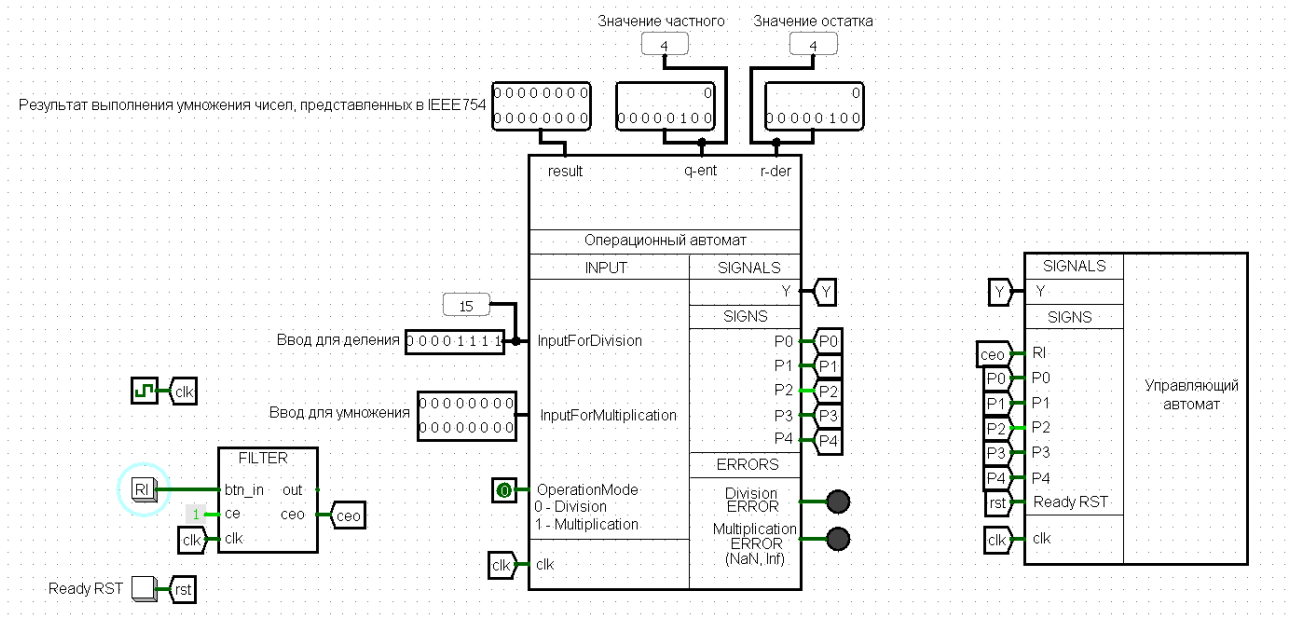 Значение частного
Значение остатка
4
4
0 0 0 0 0 0 0 0
0 0 0 0 0 0 0 0
0
0 0 0 0 0 1 0 0
0
0 0 0 0 0 1 0 0
Результат выполнения умножения чисел, представленных в IEEE754
result
q-ent
r-der
Операционный автомат
INPUT
SIGNALS
Y
Y
SIGNS
15
Ввод для деления
0 0 0 0 1 1 1 1
InputForDivision
P0
P0
P1
P1
P2
P2
P3
P3
P4
P4
Ввод для умножения
0 0 0 0 0 0 0 0
0 0 0 0 0 0 0 0
InputForMultiplication
ERRORS
0
OperationMode
0 - Division
1 - Multiplication
Division
ERROR
Multiplication
ERROR
(NaN, Inf)
clk
clk
clk
FILTER
RI
btn_in
out
1
ce
ceo
ceo
clk
clk
Ready RST
rst
SIGNALS
Y
Y
SIGNS
ceo
RI
P0
P0
P1
P1
P2
P2
P3
P3
P4
P4
rst
Ready RST
clk
clk
Управляющий
автомат